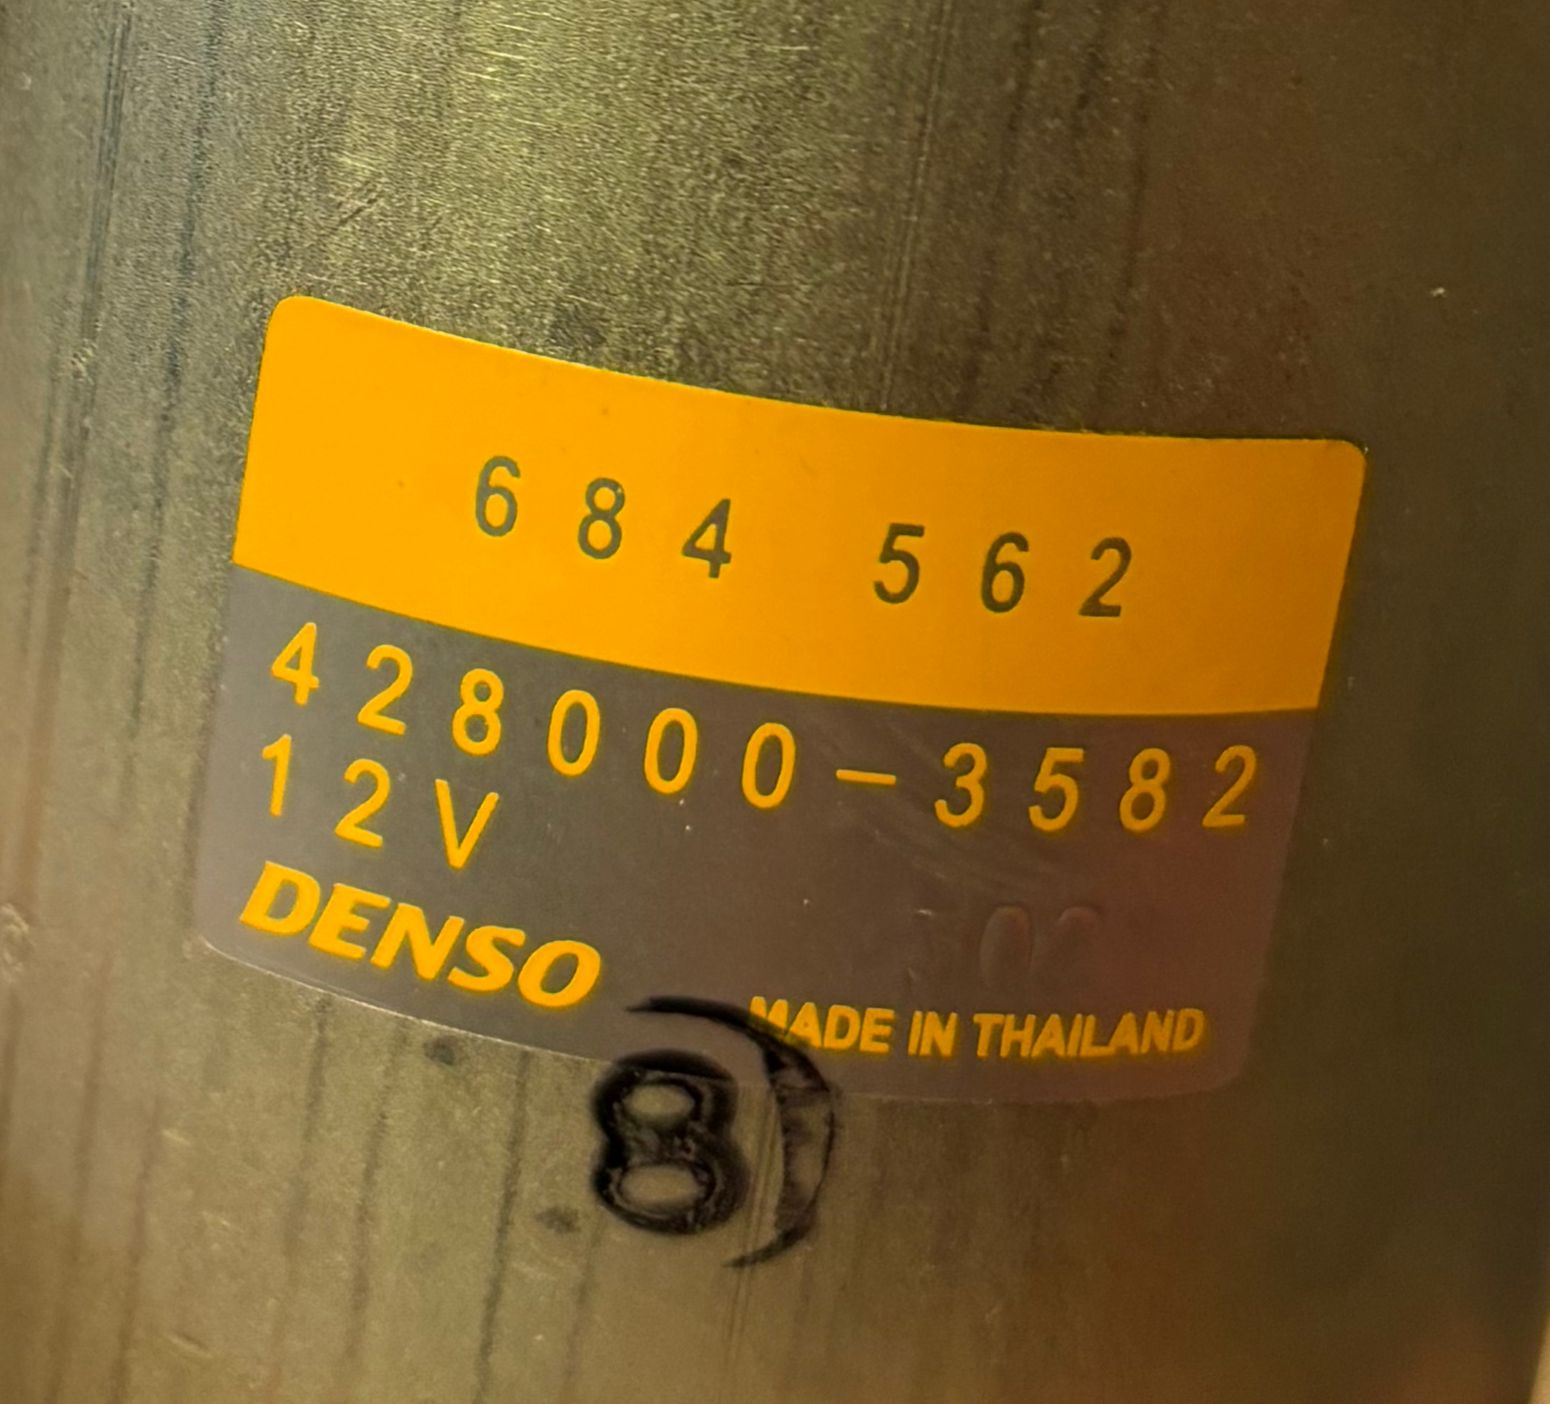 684 562
428000-3582
12V
DENSO
MADE IN THAILAND
8